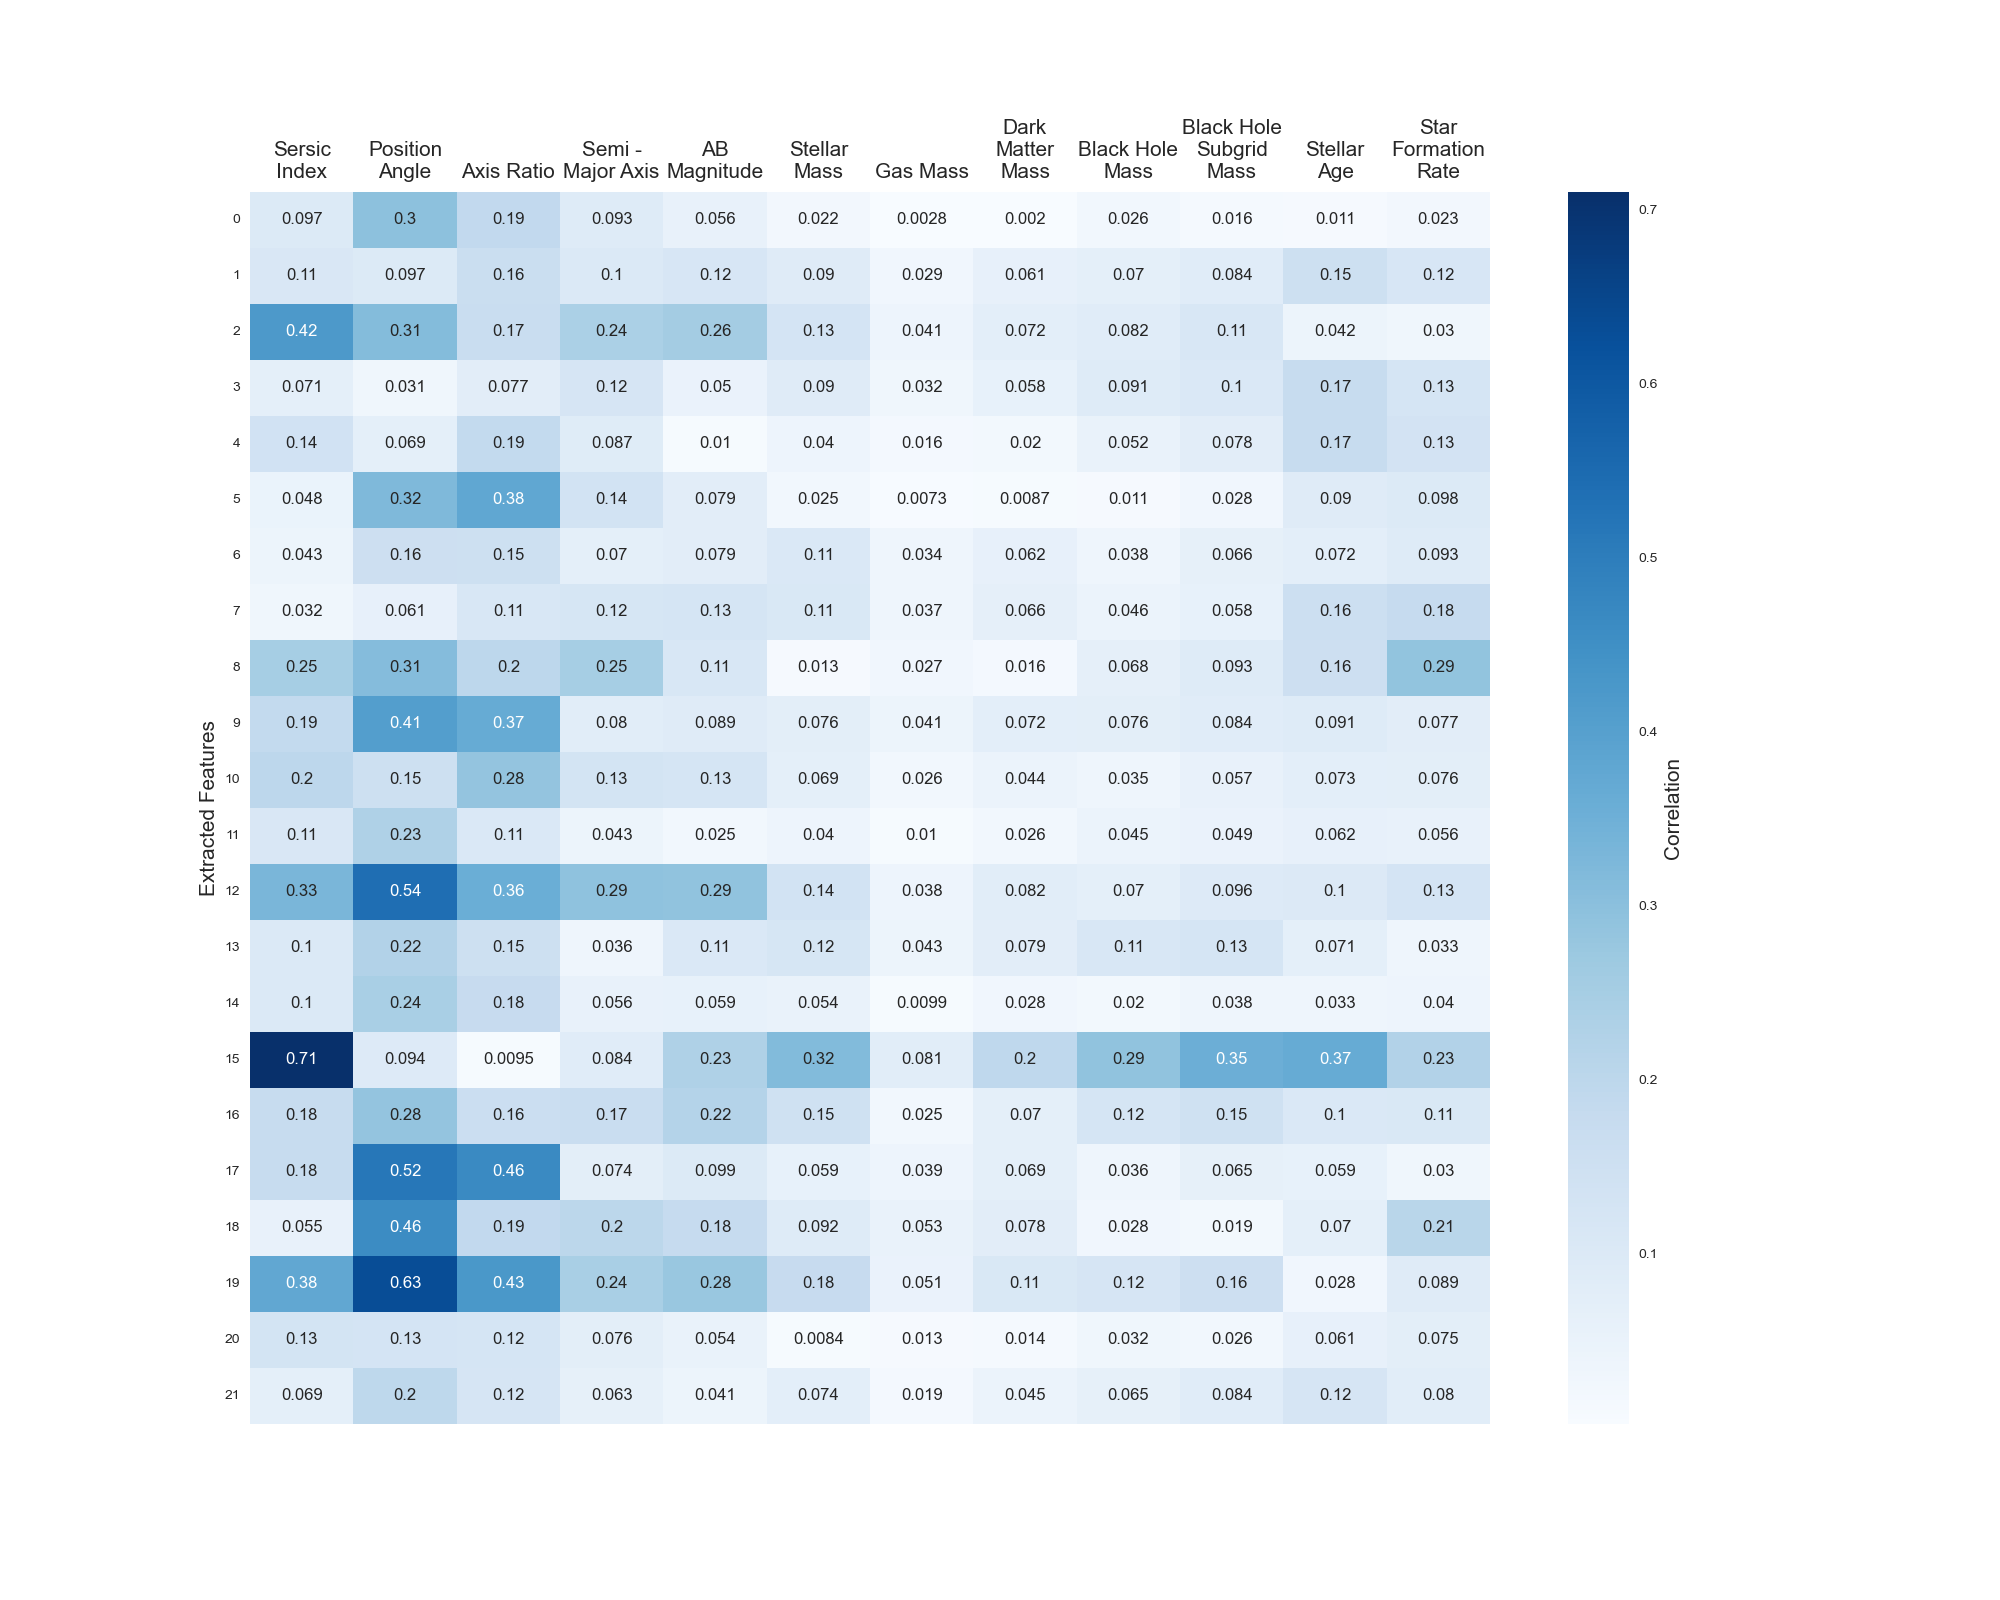 Sersic Index
Position Angle
Axis Ratio
Semi - Major Axis
AB Magnitude
Stellar Mass
Gas Mass
Dark Matter Mass
Black Hole Mass
Black Hole Subgrid Mass
Stellar Age
Star Formation Rate
Extracted Features
0 0.097 0.3 0.19 0.093 0.056 0.022 0.0028 0.002 0.026 0.016 0.011 0.023
1 0.11 0.097 0.16 0.1 0.12 0.09 0.029 0.061 0.07 0.084 0.15 0.12
2 0.42 0.31 0.17 0.24 0.26 0.13 0.041 0.072 0.082 0.11 0.042 0.03
3 0.071 0.031 0.077 0.12 0.05 0.09 0.032 0.058 0.091 0.1 0.17 0.13
4 0.14 0.069 0.19 0.087 0.01 0.04 0.016 0.02 0.052 0.078 0.17 0.13
5 0.048 0.32 0.38 0.14 0.079 0.025 0.0073 0.0087 0.011 0.028 0.09 0.098
6 0.043 0.16 0.15 0.07 0.079 0.11 0.034 0.062 0.038 0.066 0.072 0.093
7 0.032 0.061 0.11 0.12 0.13 0.11 0.037 0.066 0.046 0.058 0.16 0.18
8 0.25 0.31 0.2 0.25 0.11 0.013 0.027 0.016 0.068 0.093 0.16 0.29
9 0.19 0.41 0.37 0.08 0.089 0.076 0.041 0.072 0.076 0.084 0.091 0.077
10 0.2 0.15 0.28 0.13 0.13 0.069 0.026 0.044 0.035 0.057 0.073 0.076
11 0.11 0.23 0.11 0.043 0.025 0.04 0.01 0.026 0.045 0.049 0.062 0.056
12 0.33 0.54 0.36 0.29 0.29 0.14 0.038 0.082 0.07 0.096 0.1 0.13
13 0.1 0.22 0.15 0.036 0.11 0.12 0.043 0.079 0.11 0.13 0.071 0.033
14 0.1 0.24 0.18 0.056 0.059 0.054 0.0099 0.028 0.02 0.038 0.033 0.04
15 0.71 0.094 0.0095 0.084 0.23 0.32 0.081 0.2 0.29 0.35 0.37 0.23
16 0.18 0.28 0.16 0.17 0.22 0.15 0.025 0.07 0.12 0.15 0.1 0.11
17 0.18 0.52 0.46 0.074 0.099 0.059 0.039 0.069 0.036 0.065 0.059 0.03
18 0.055 0.46 0.19 0.2 0.18 0.092 0.053 0.078 0.028 0.019 0.07 0.21
19 0.38 0.63 0.43 0.24 0.28 0.18 0.051 0.11 0.12 0.16 0.028 0.089
20 0.13 0.13 0.12 0.076 0.054 0.0084 0.013 0.014 0.032 0.026 0.061 0.075
21 0.069 0.2 0.12 0.063 0.041 0.074 0.019 0.045 0.065 0.084 0.12 0.08
0.7
0.6
0.5
0.4
0.3
0.2
0.1
Correlation